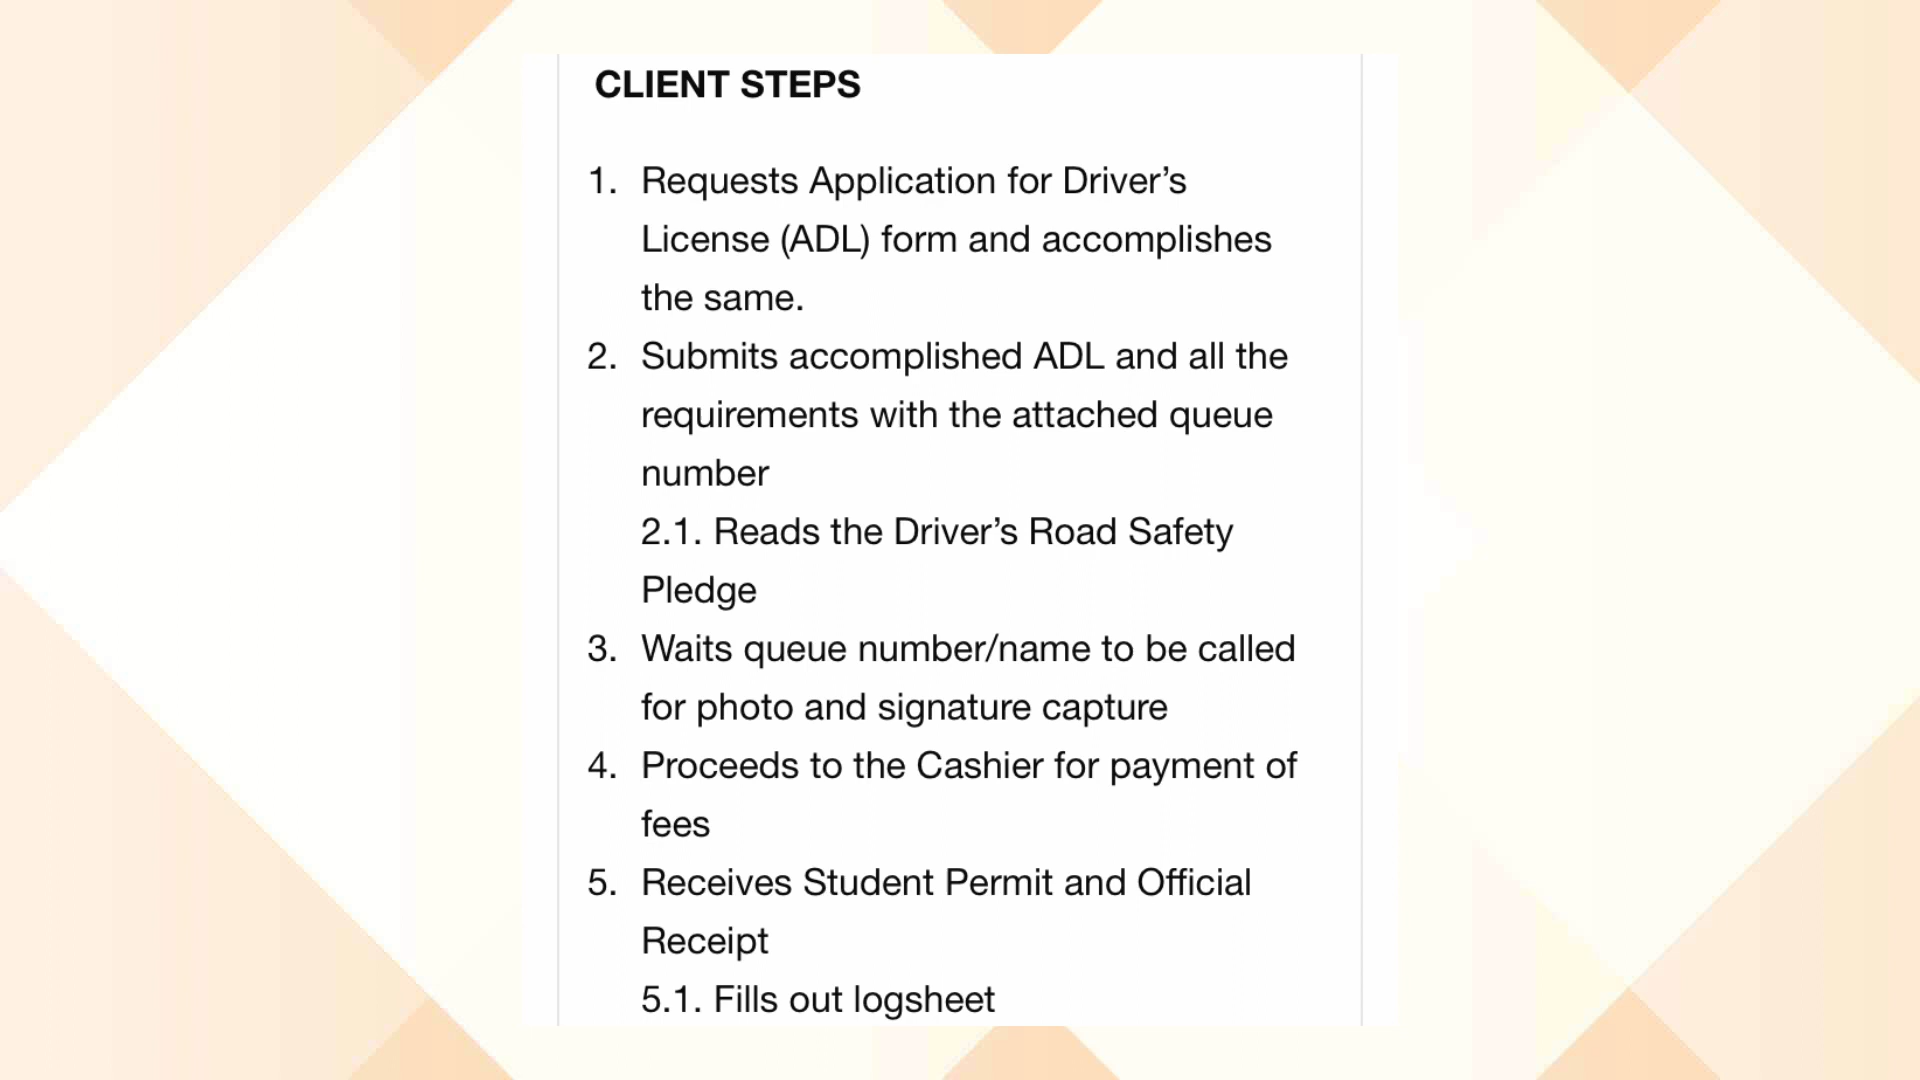 CLIENT STEPS
1. Requests Application for Driver’s
License (ADL) form and accomplishes
the same.
2. Submits accomplished ADL and all the
requirements with the attached queue
number
2.1. Reads the Driver’s Road Safety
Pledge
3. Waits queue number/name to be called
for photo and signature capture
4. Proceeds to the Cashier for payment of
fees
5. Receives Student Permit and Official
Receipt
5.1. Fills out logsheet